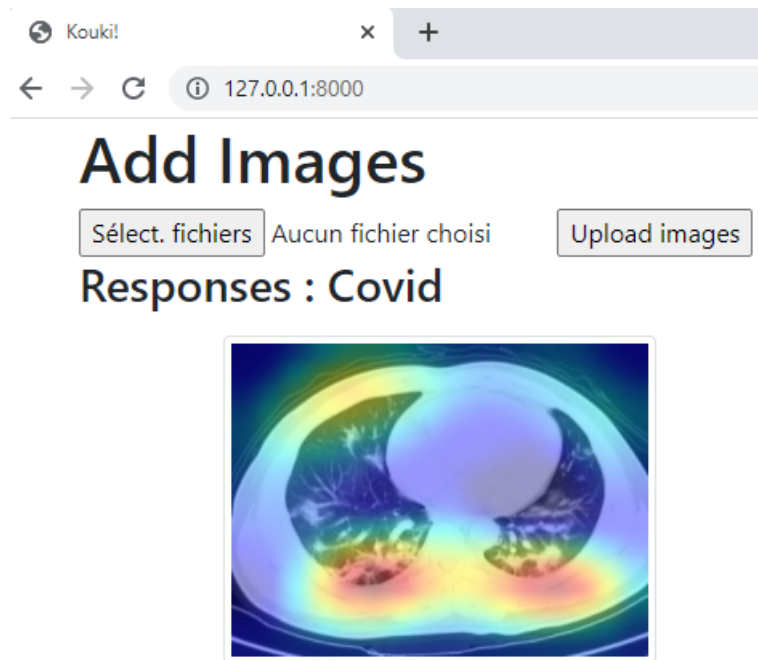 Kouki!
127.0.0.1:8000
Add Images
Sélect. fichiers Aucun fichier choisi Upload images
Responses : Covid